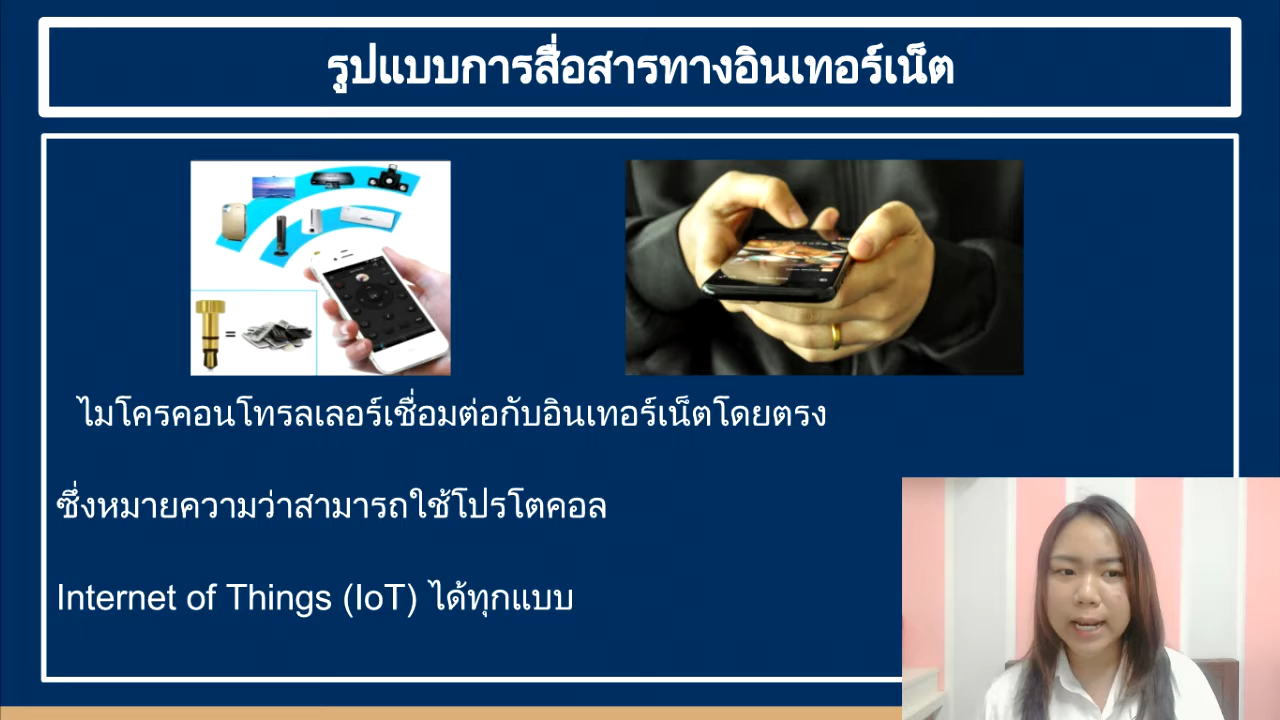 รูปแบบการสื่อสารทางอินเทอร์เน็ต
ไมโครคอนโทรลเลอร์เชื่อมต่อกับอินเทอร์เน็ตโดยตรง
ซึ่งหมายความว่าสามารถใช้โปรโตคอล
Internet of Things (IoT) ได้ทุกแบบ